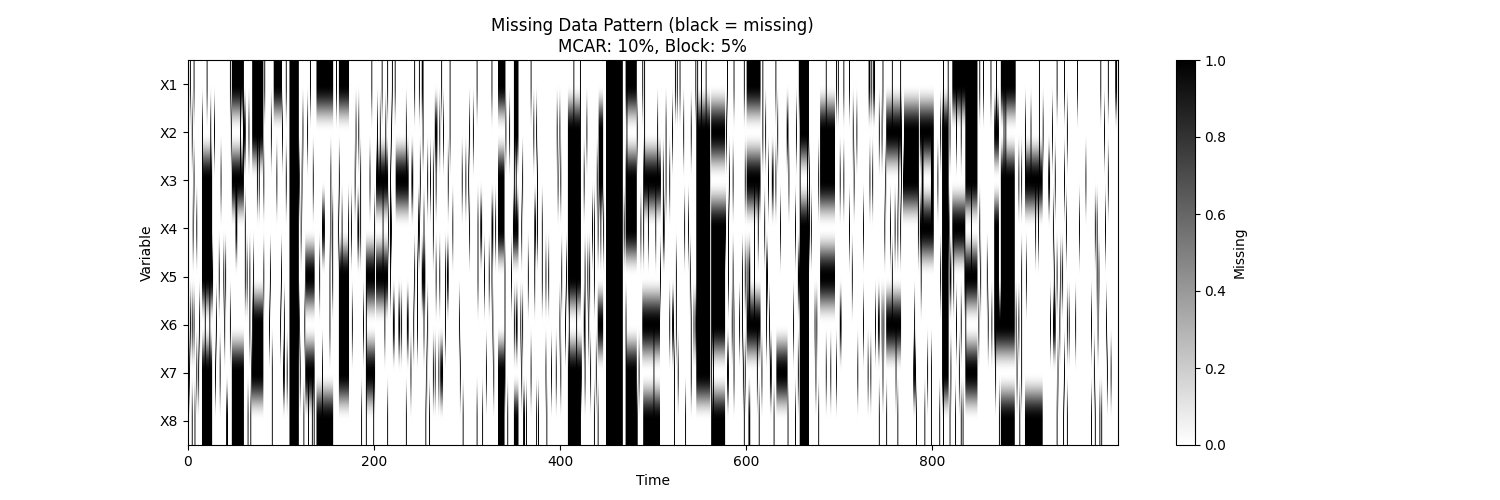 Missing Data Pattern (black = missing)
MCAR: 10%, Block: 5%
Variable
X1
X2
X3
X4
X5
X6
X7
X8
0
200
400
600
800
Time
1.0
0.8
0.6
0.4
0.2
0.0
Missing